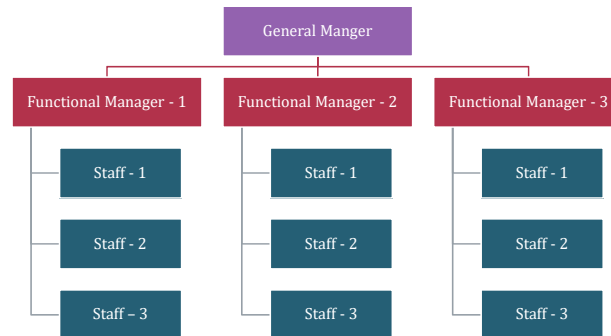 General Manger
Functional Manager - 1
Functional Manager - 2
Functional Manager - 3
Staff - 1
Staff - 1
Staff - 1
Staff - 2
Staff - 2
Staff - 2
Staff – 3
Staff - 3
Staff - 3